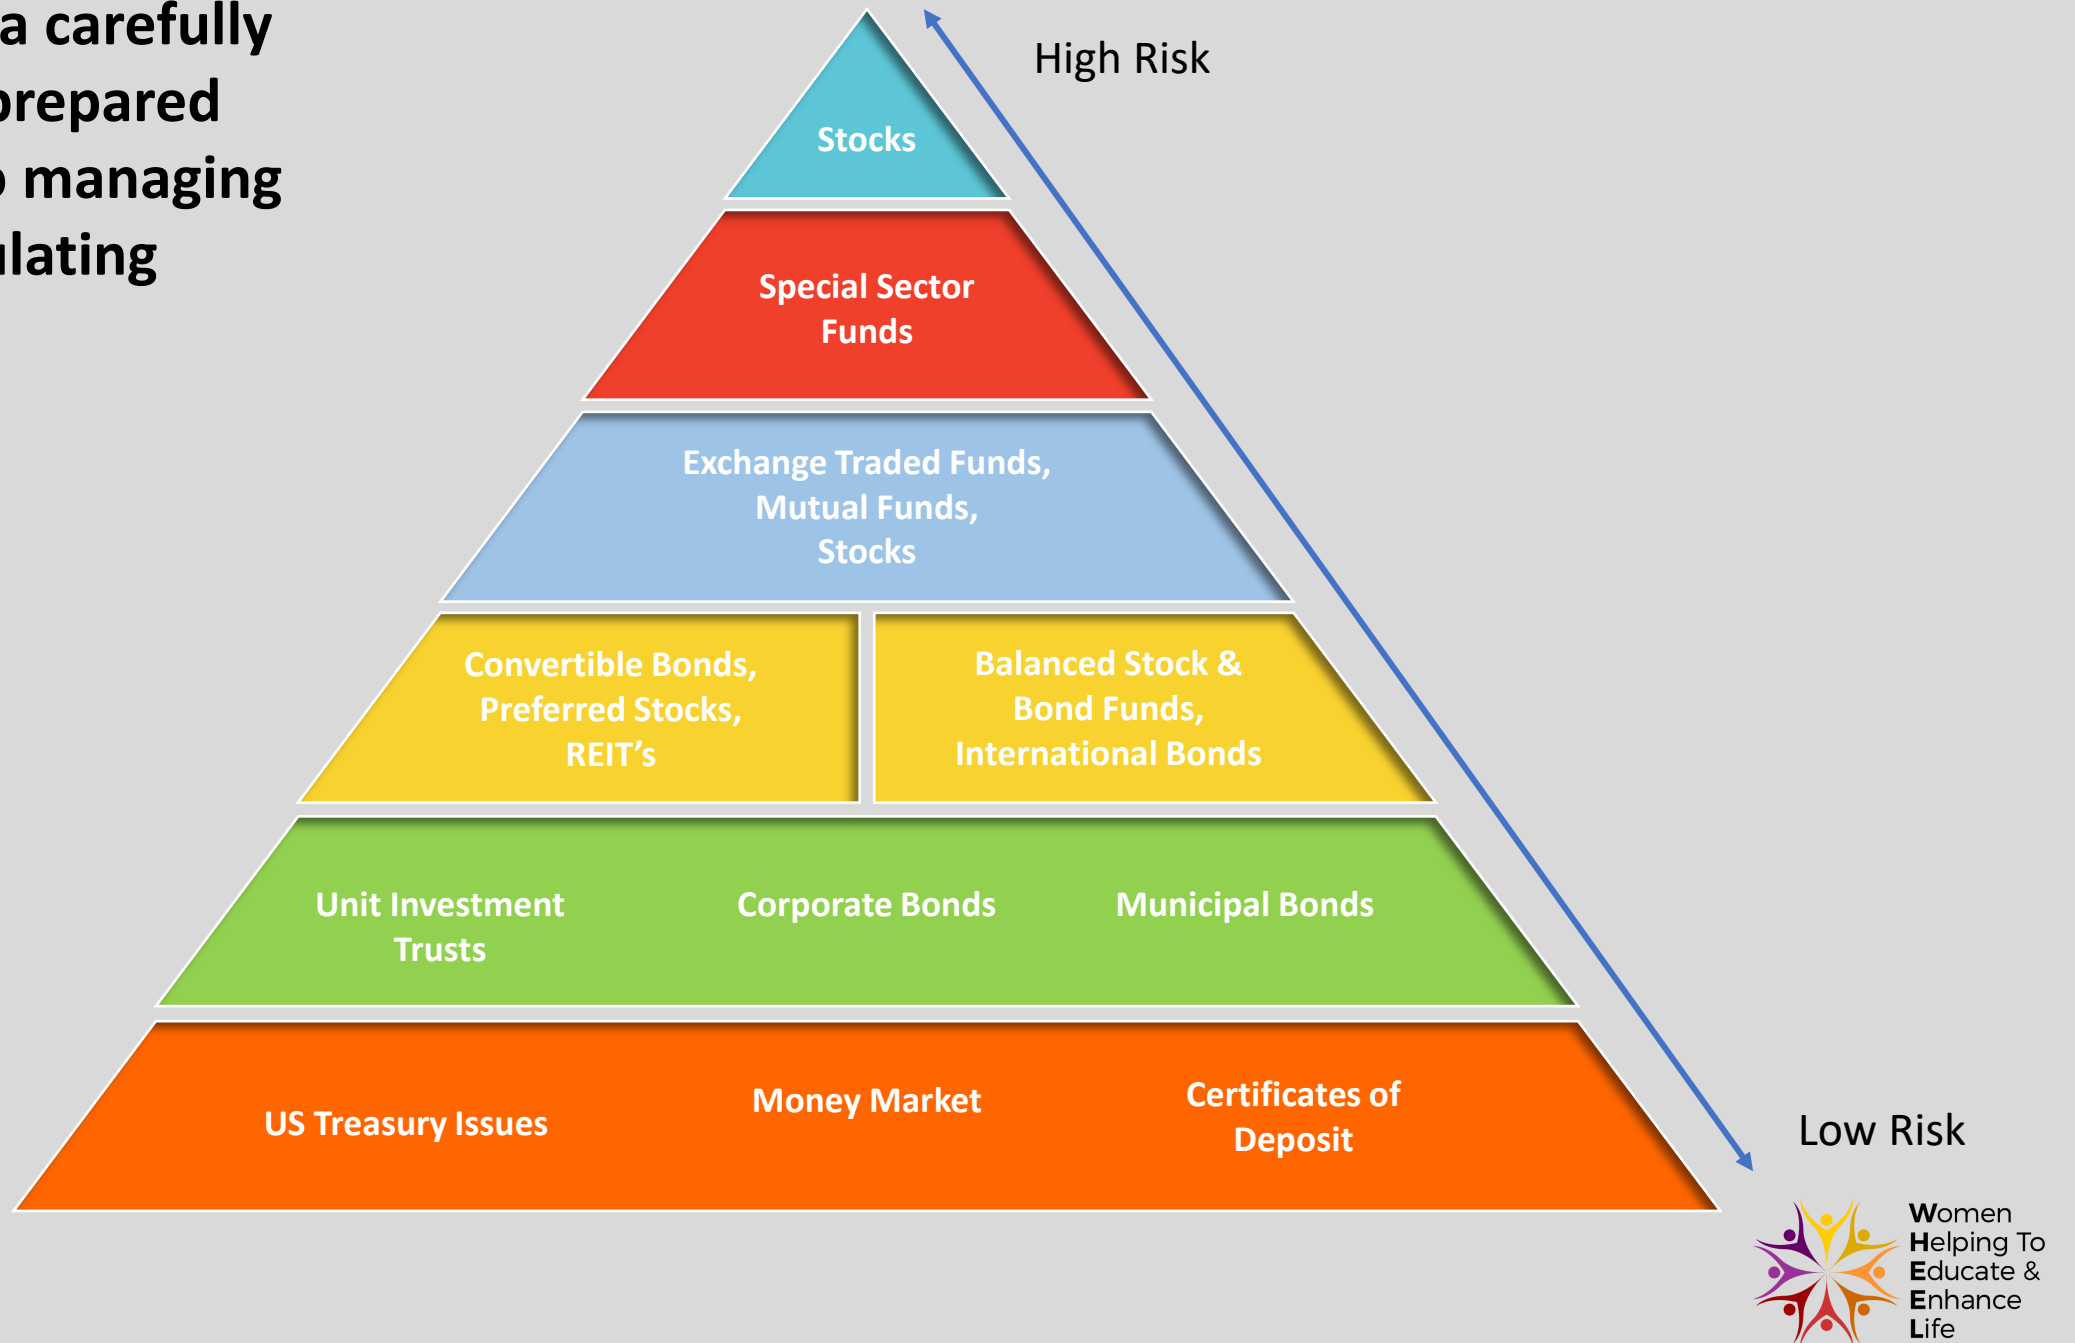 a carefully
prepared
managing
High Risk
Stocks
Special Sector
Funds
Exchange Traded Funds,
Mutual Funds,
Stocks
Convertible Bonds,
Preferred Stocks,
REIT’s
Balanced Stock &
Bond Funds,
International Bonds
Unit Investment
Trusts
Corporate Bonds
Municipal Bonds
US Treasury Issues
Money Market
Certificates of
Deposit
Low Risk
Women
Helping To
Educate &
Enhance
Life